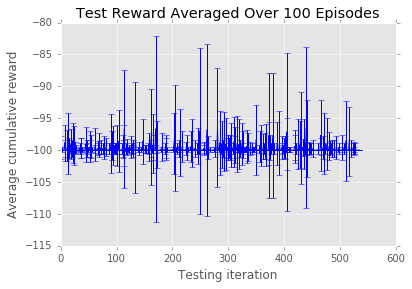 Test Reward Averaged Over 100 Episodes
Average cumulative reward
−80
−85
−90
−95
−100
−105
−110
−115
0 100 200 300 400 500 600
Testing iteration